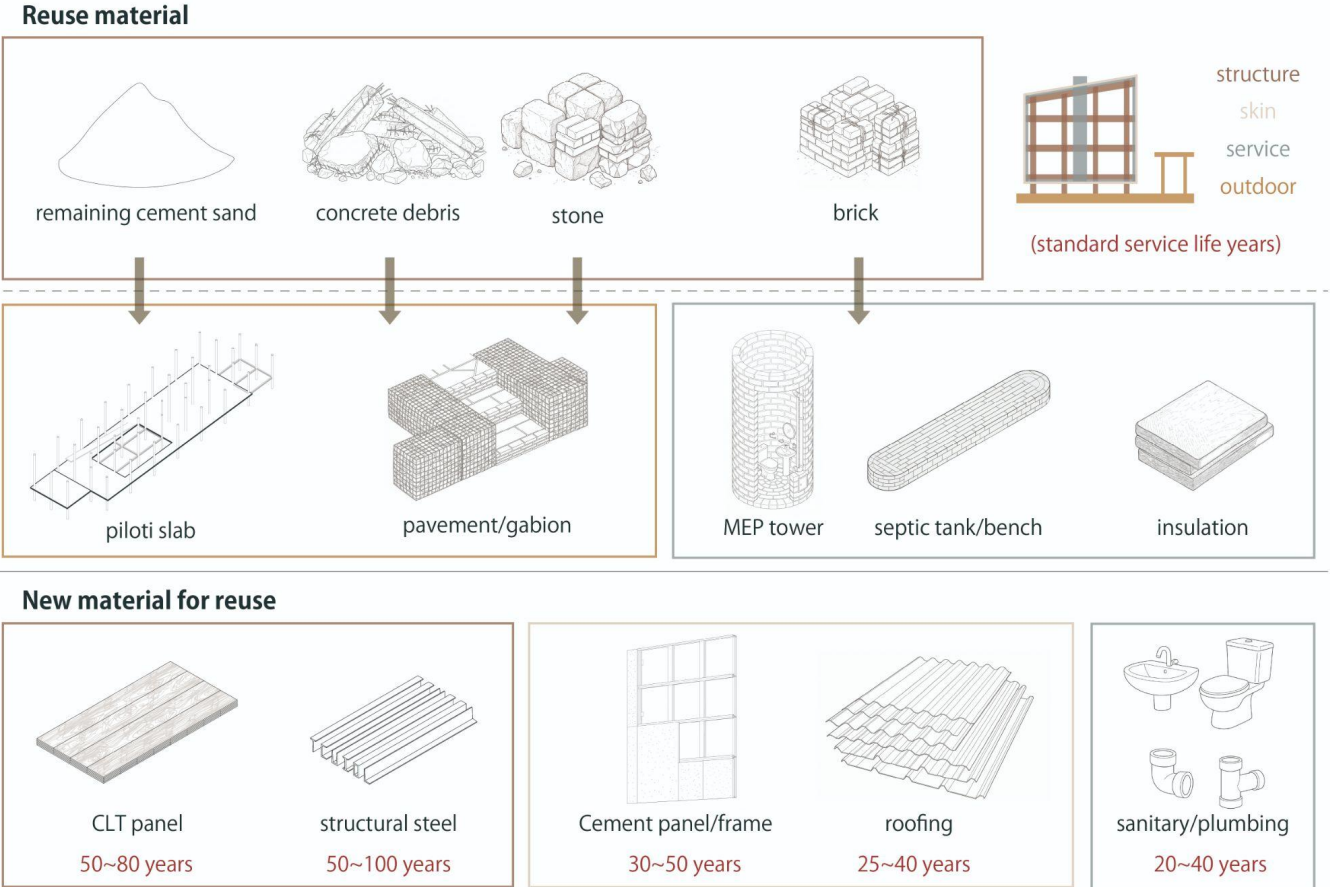 Reuse material
remaining cement sand
concrete debris
stone
brick
structure
skin
service
outdoor
(standard service life years)
piloti slab
pavement/gabion
MEP tower
septic tank/bench
insulation
New material for reuse
CLT panel
structural steel
Cement panel/frame
roofing
sanitary/plumbing
50~80 years
50~100 years
30~50 years
25~40 years
20~40 years